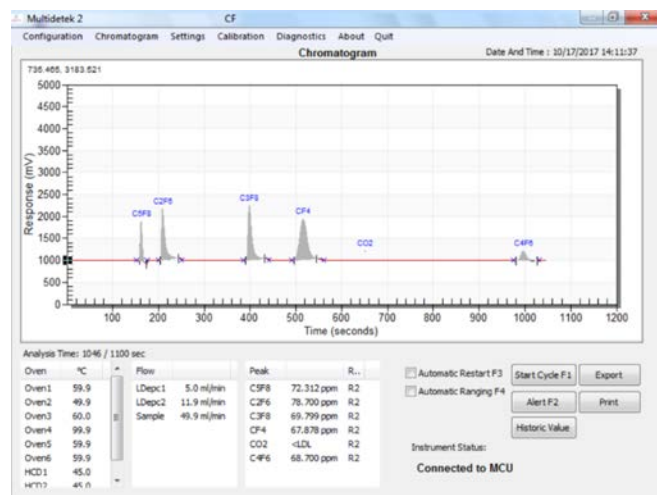 Multidetek 2 CF
Configuration Chromatogram Settings Calibration Diagnostics About Quit
Chromatogram Date And Time : 10/17/2017 14:11:37
736.465, 3183.521
5000
4500
4000
3500
3000
2500
2000
1500
1000
500
0
Response (mV)
C5F8 C2F6 C3F8 CF4 CO2 C4F6
100 200 300 400 500 600 700 800 900 1000 1100 1200
Time (seconds)
Analysis Time: 1046 / 1100 sec
Oven °C Flow Peak R..
Oven1 59.9 LDepc1 5.0 ml/min C5F8 72.312 ppm R2
Oven2 49.9 LDepc2 11.9 ml/min C2F6 78.700 ppm R2
Oven3 60.0 Sample 49.9 ml/min C3F8 69.799 ppm R2
Oven4 99.9 CF4 67.878 ppm R2
Oven5 59.9 CO2 <LDL R2
Oven6 59.9 C4F6 68.700 ppm R2
HCD1 45.0
HCD2 45.0
Automatic Restart F3 Start Cycle F1 Export
Automatic Ranging F4 Alert F2 Print
Historic Value
Instrument Status:
Connected to MCU